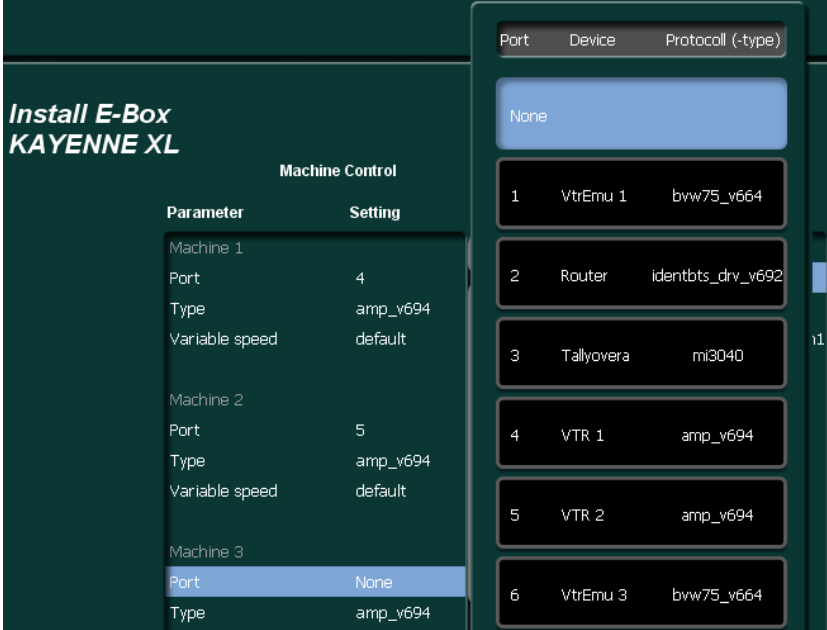 Install E-Box
KAYENNE XL
Machine Control
Parameter Setting
Machine 1
Port 4
Type amp_v694
Variable speed default
Machine 2
Port 5
Type amp_v694
Variable speed default
Machine 3
Port None
Type amp_v694
Port Device Protocoll (-type)
None
1 VtrEmu 1 bvw75_v664
2 Router identbts_drv_v692
3 Tallyovera mi3040
4 VTR 1 amp_v694
5 VTR 2 amp_v694
6 VtrEmu 3 bvw75_v664